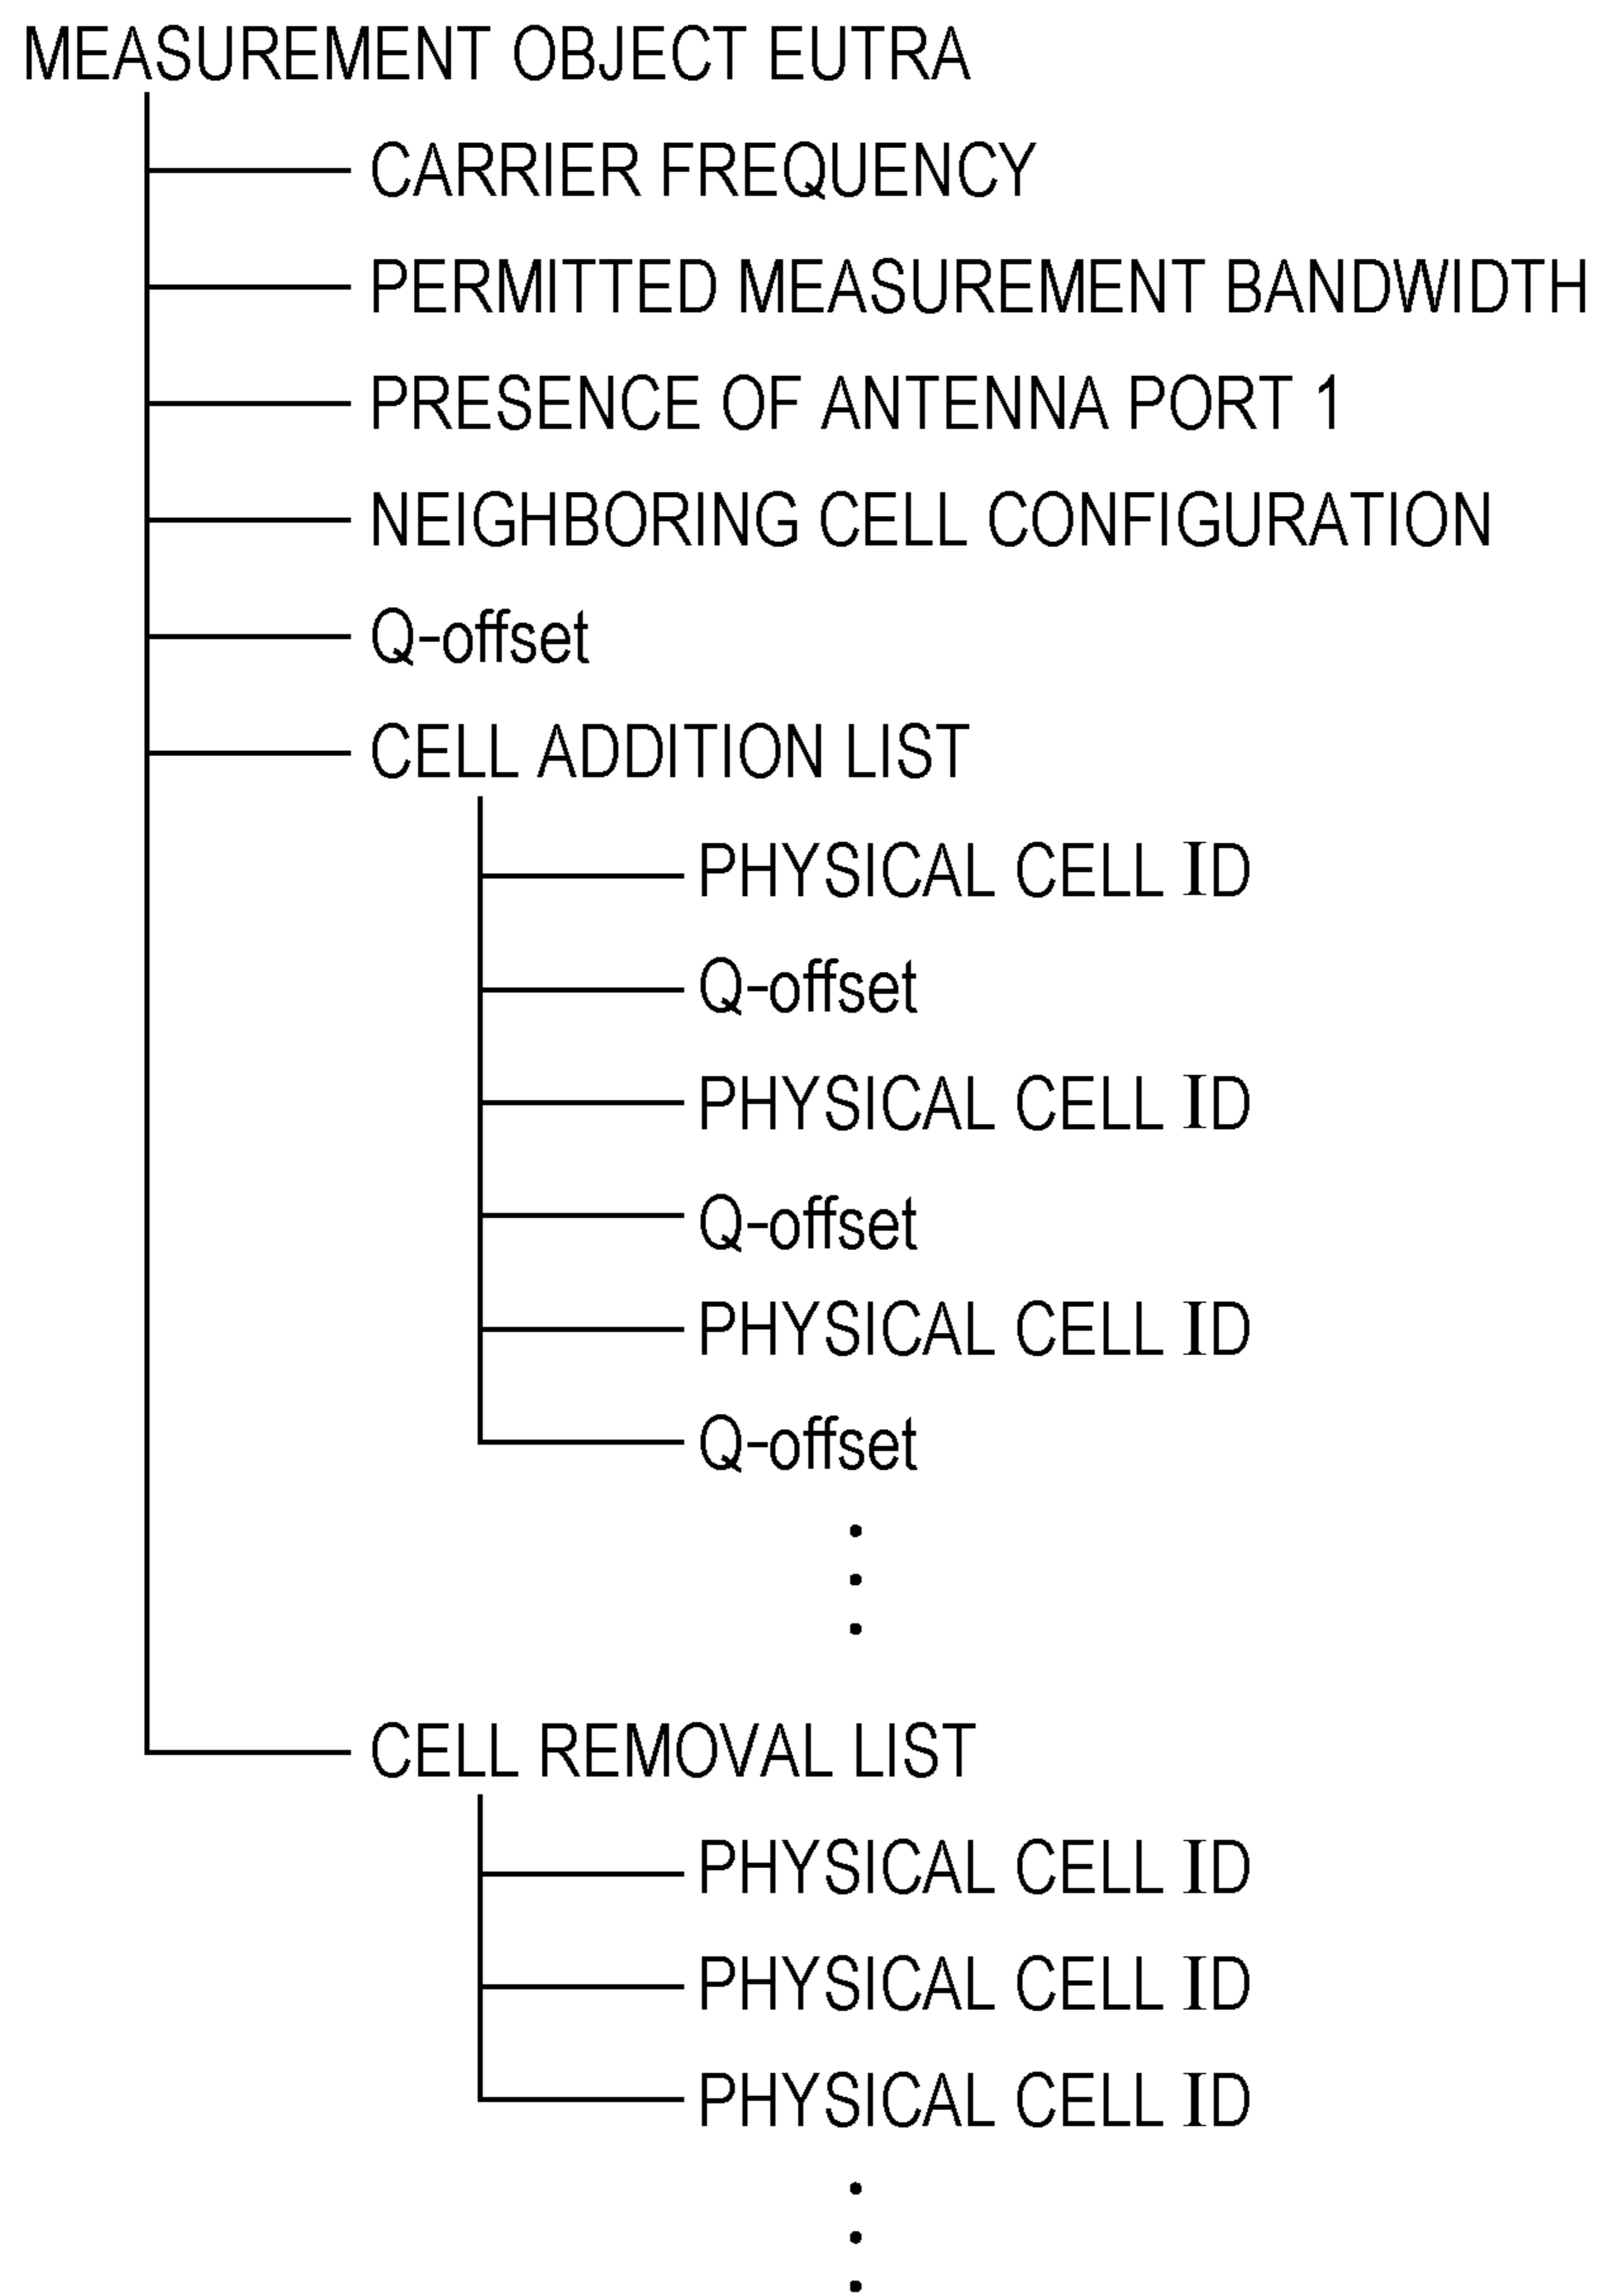 MEASUREMENT OBJECT EUTRA
CARRIER FREQUENCY
PERMITTED MEASUREMENT BANDWIDTH
PRESENCE OF ANTENNA PORT 1
NEIGHBORING CELL CONFIGURATION
Q-offset
CELL ADDITION LIST
PHYSICAL CELL ID
Q-offset
PHYSICAL CELL ID
Q-offset
PHYSICAL CELL ID
Q-offset
CELL REMOVAL LIST
PHYSICAL CELL ID
PHYSICAL CELL ID
PHYSICAL CELL ID